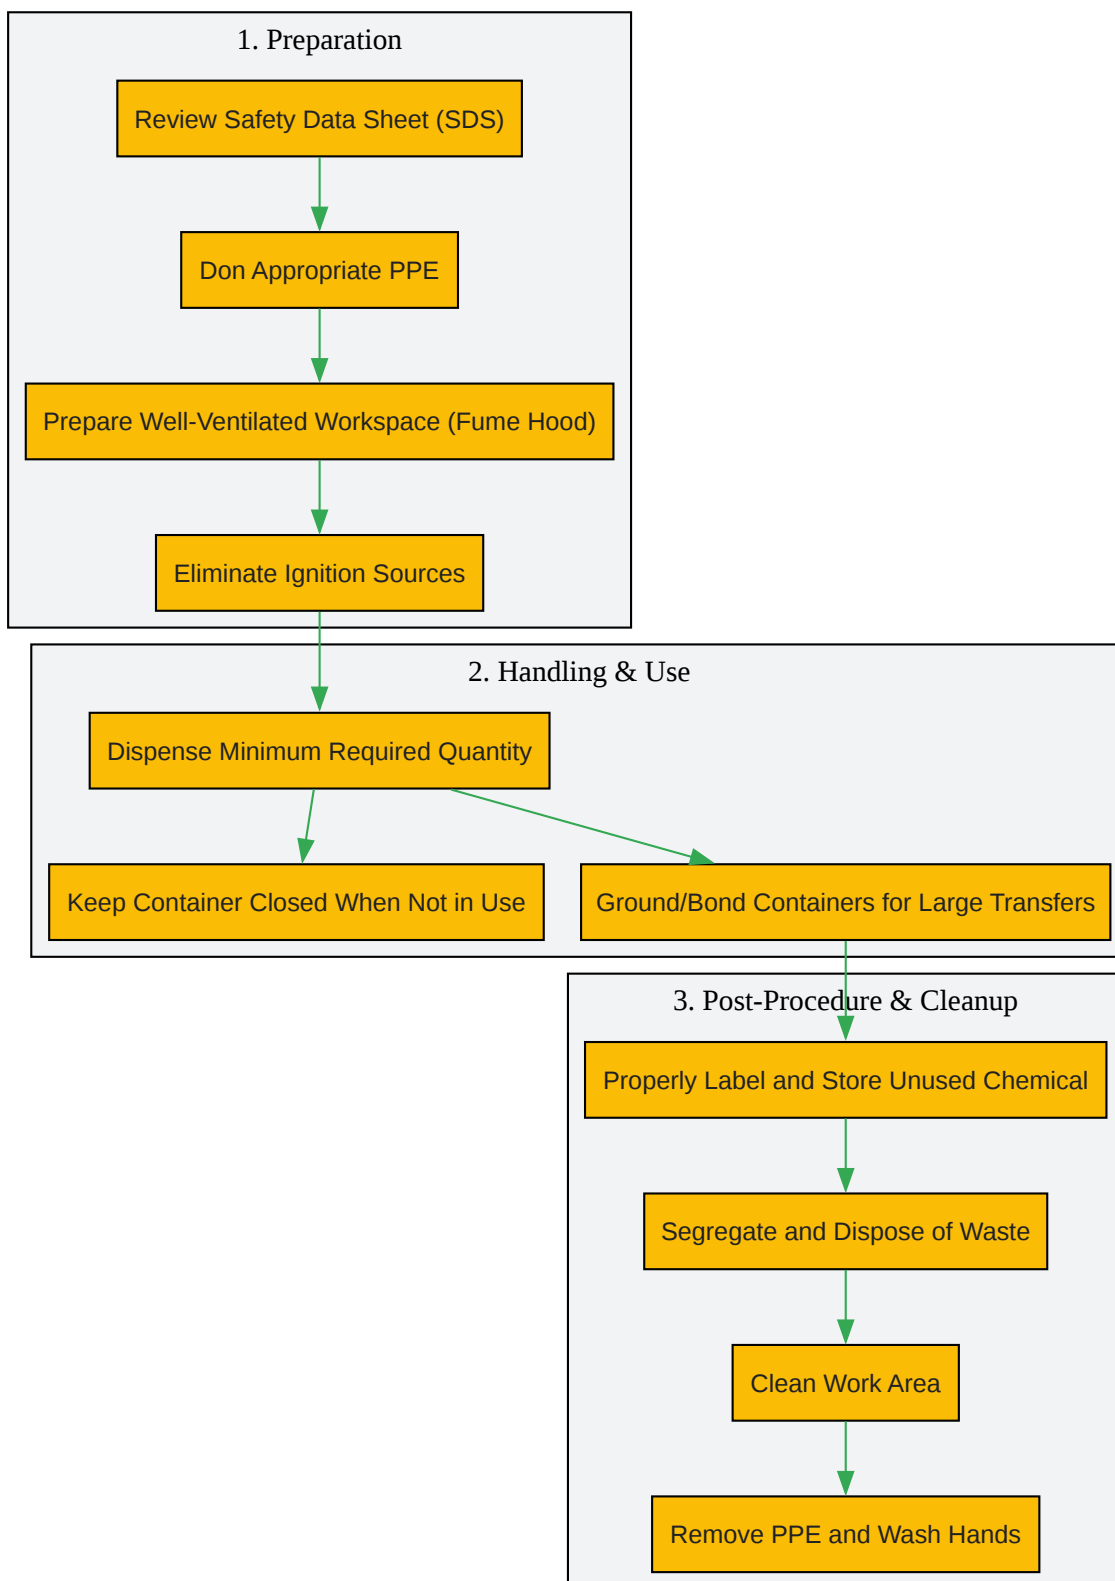 1. Preparation
Review Safety Data Sheet (SDS)
Don Appropriate PPE
Prepare Well-Ventilated Workspace (Fume Hood)
Eliminate Ignition Sources
2. Handling & Use
Dispense Minimum Required Quantity
Keep Container Closed When Not in Use
Ground/Bond Containers for Large Transfers
3. Post-Procedure & Cleanup
Properly Label and Store Unused Chemical
Segregate and Dispose of Waste
Clean Work Area
Remove PPE and Wash Hands